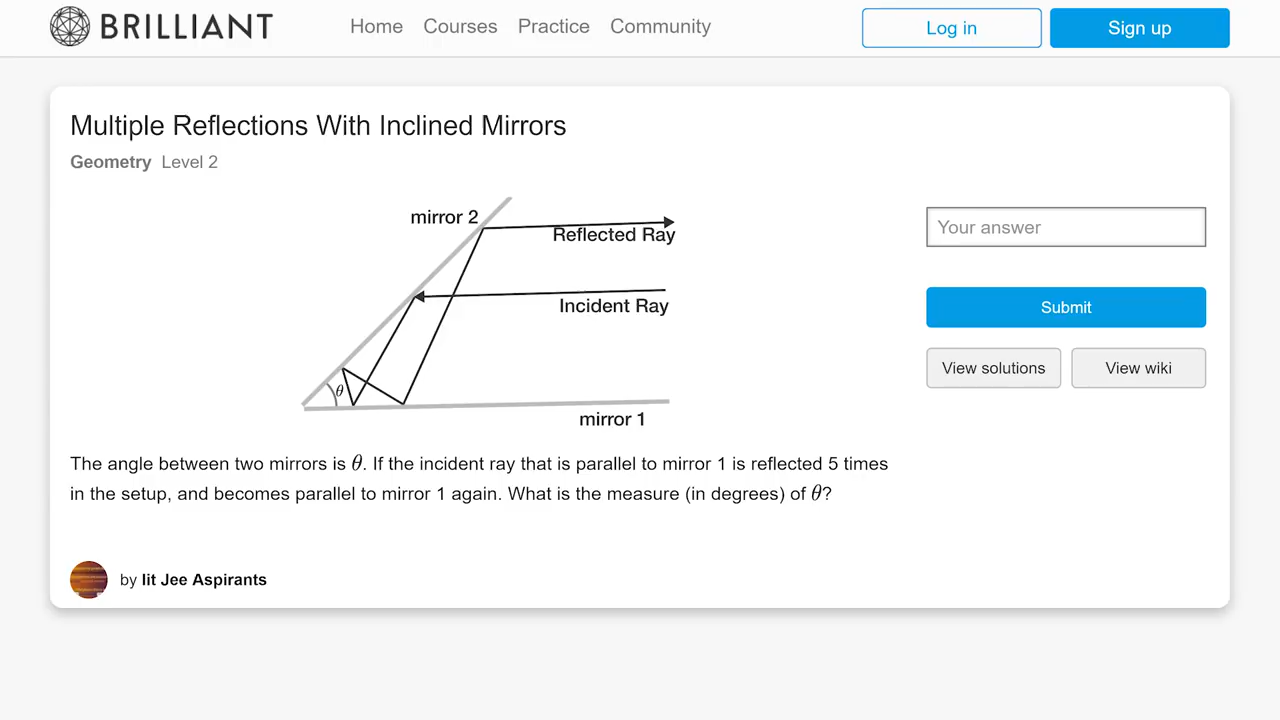 BRILLIANT
Home Courses Practice Community
Log in
Sign up
Multiple Reflections With Inclined Mirrors
Geometry Level 2
mirror 2
Reflected Ray
Incident Ray
θ
mirror 1
Your answer
Submit
View solutions
View wiki
The angle between two mirrors is θ. If the incident ray that is parallel to mirror 1 is reflected 5 times
in the setup, and becomes parallel to mirror 1 again. What is the measure (in degrees) of θ?
by Iit Jee Aspirants